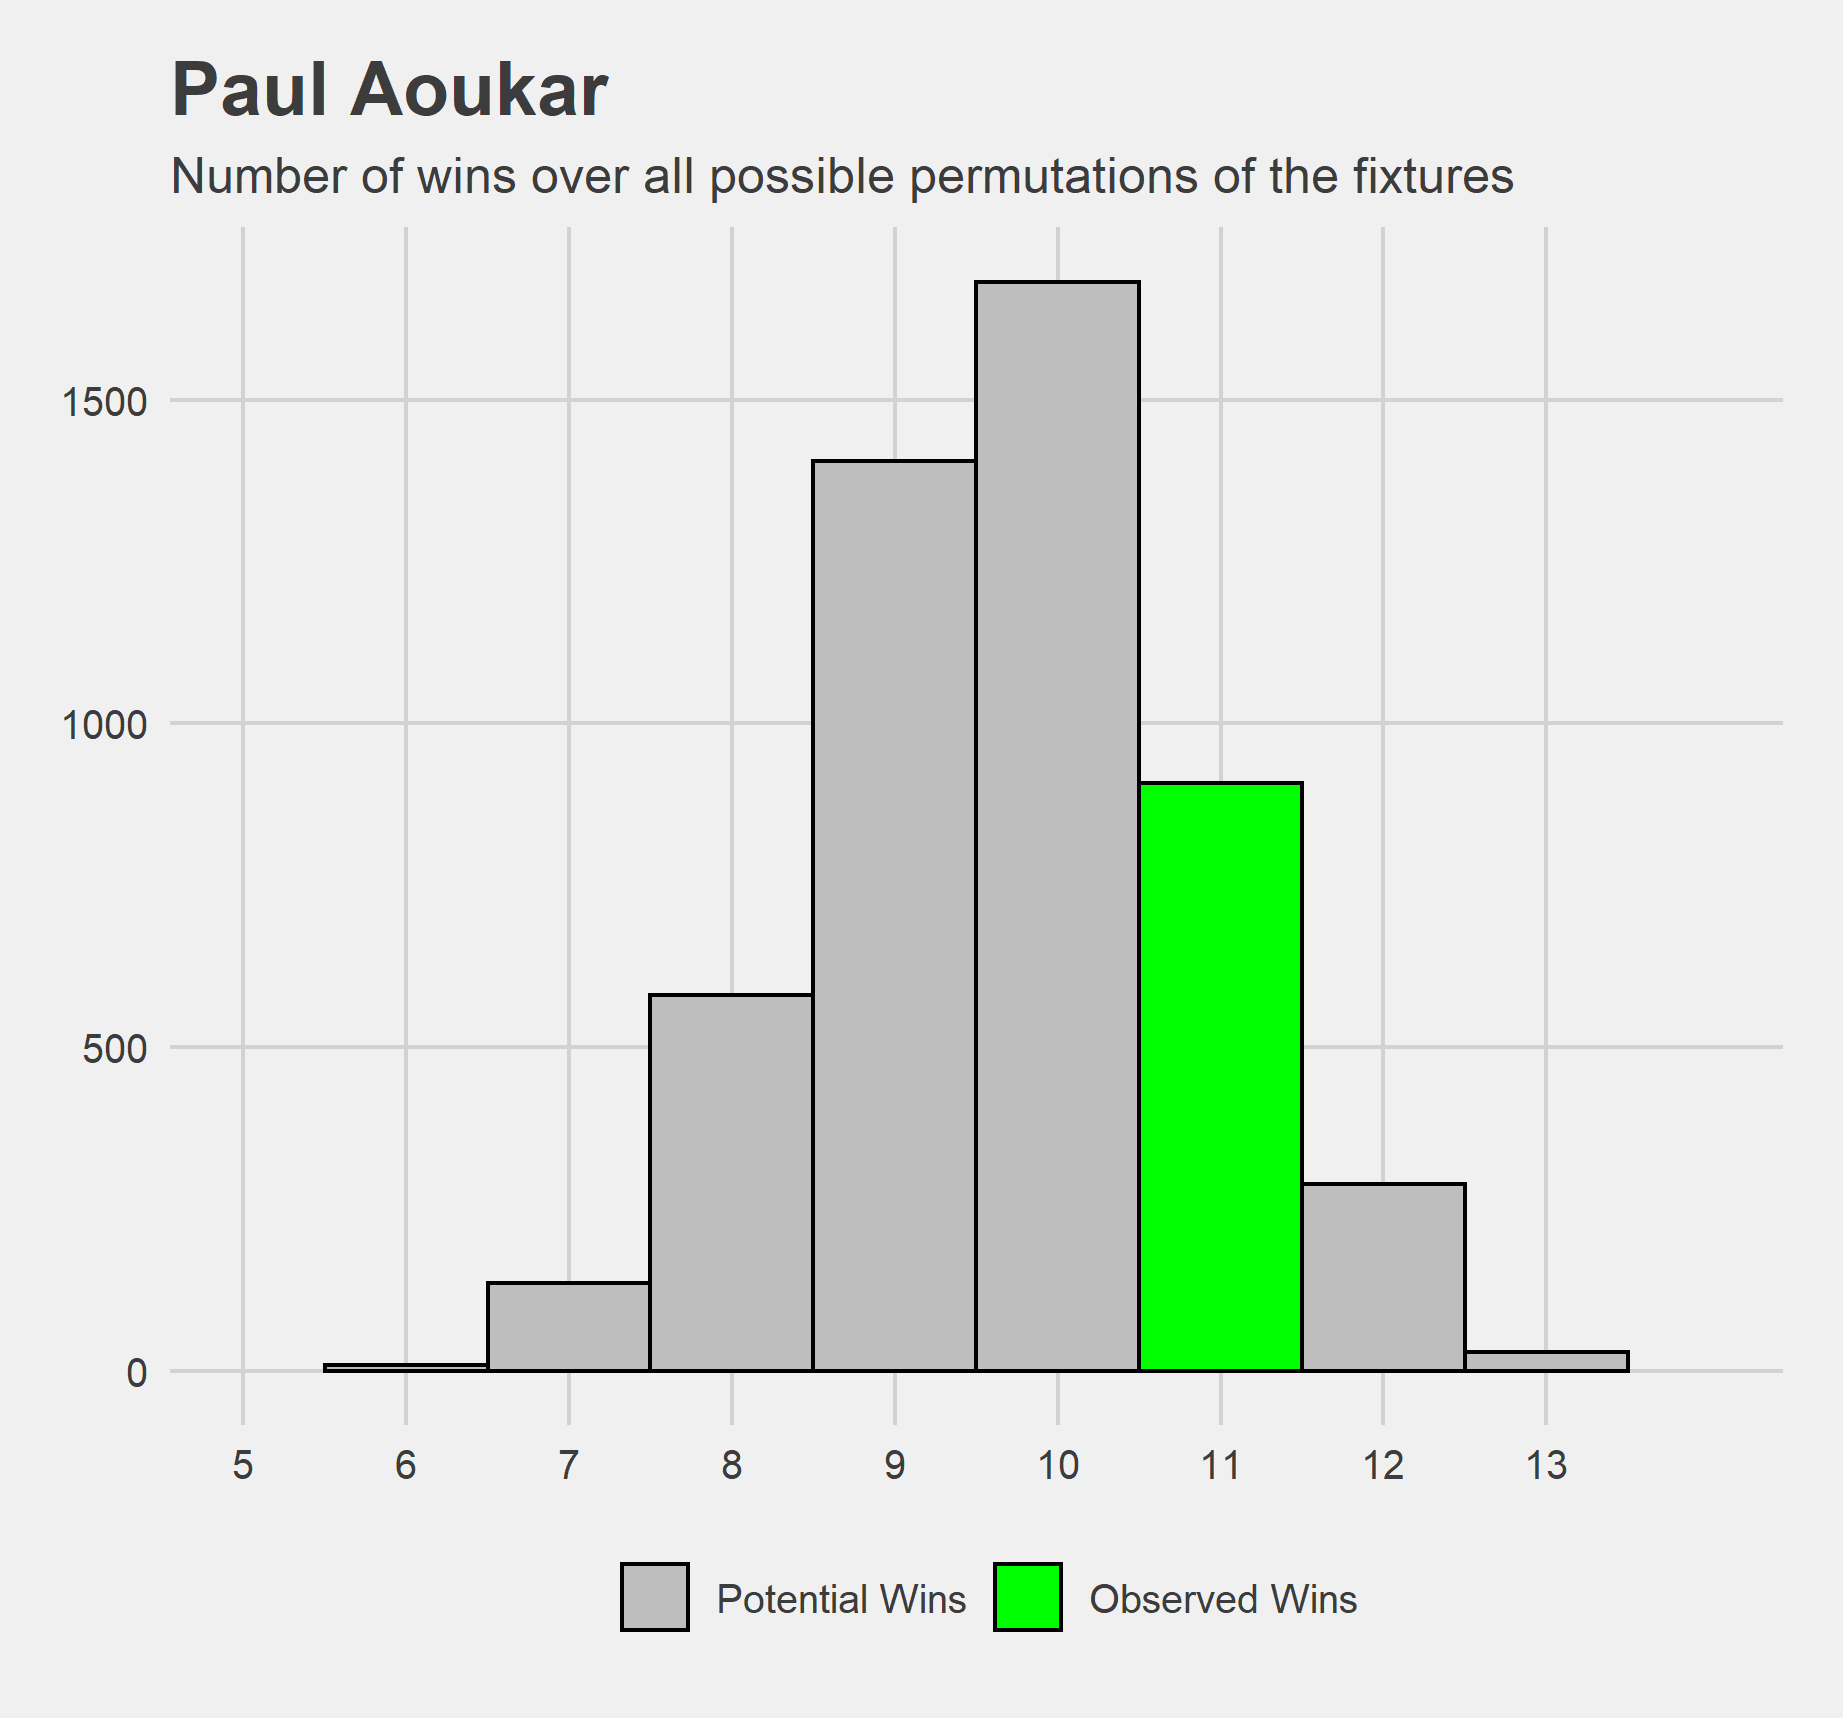 Paul Aoukar
Number of wins over all possible permutations of the fixtures
1500
1000
500
0
5 6 7 8 9 10 11 12 13
Potential Wins Observed Wins